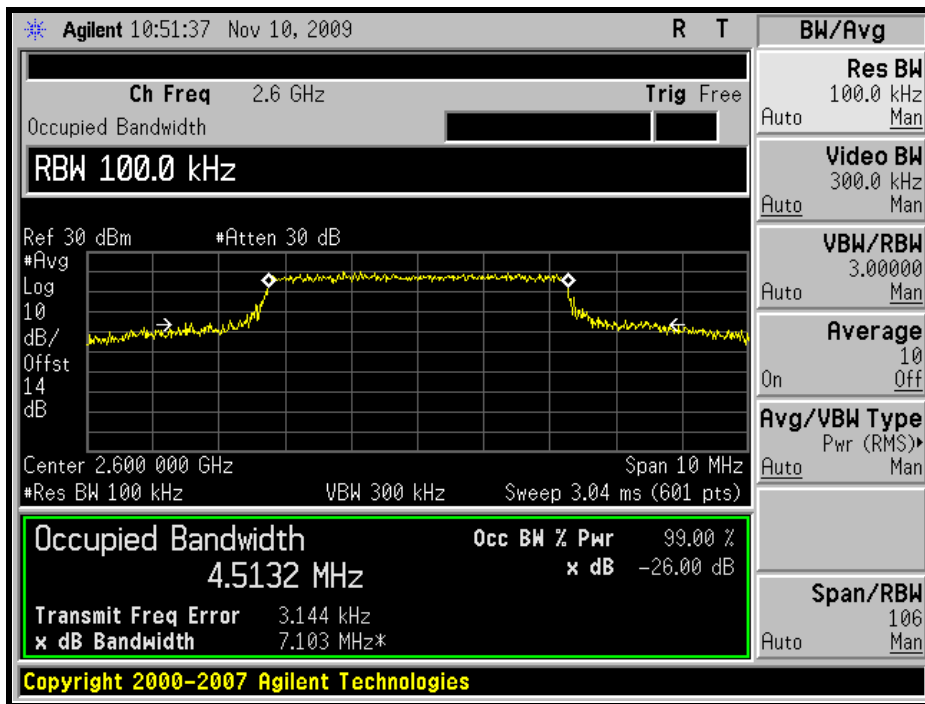 Agilent 10:51:37 Nov 10, 2009 R T
Ch Freq 2.6 GHz Trig Free
Occupied Bandwidth
RBW 100.0 kHz
Ref 30 dBm #Atten 30 dB
#Avg
Log
10
dB/
Offst
14
dB
Center 2.600 000 GHz Span 10 MHz
#Res BW 100 kHz VBW 300 kHz Sweep 3.04 ms (601 pts)
Occupied Bandwidth Occ BW % Pwr 99.00 %
4.5132 MHz x dB -26.00 dB
Transmit Freq Error 3.144 kHz
x dB Bandwidth 7.103 MHz*
Copyright 2000-2007 Agilent Technologies
BW/Avg
Res BW
100.0 kHz
Auto Man
Video BW
300.0 kHz
Auto Man
VBW/RBW
3.00000
Auto Man
Average
10
On Off
Avg/VBW Type
Pwr (RMS)
Auto Man
Span/RBW
106
Auto Man